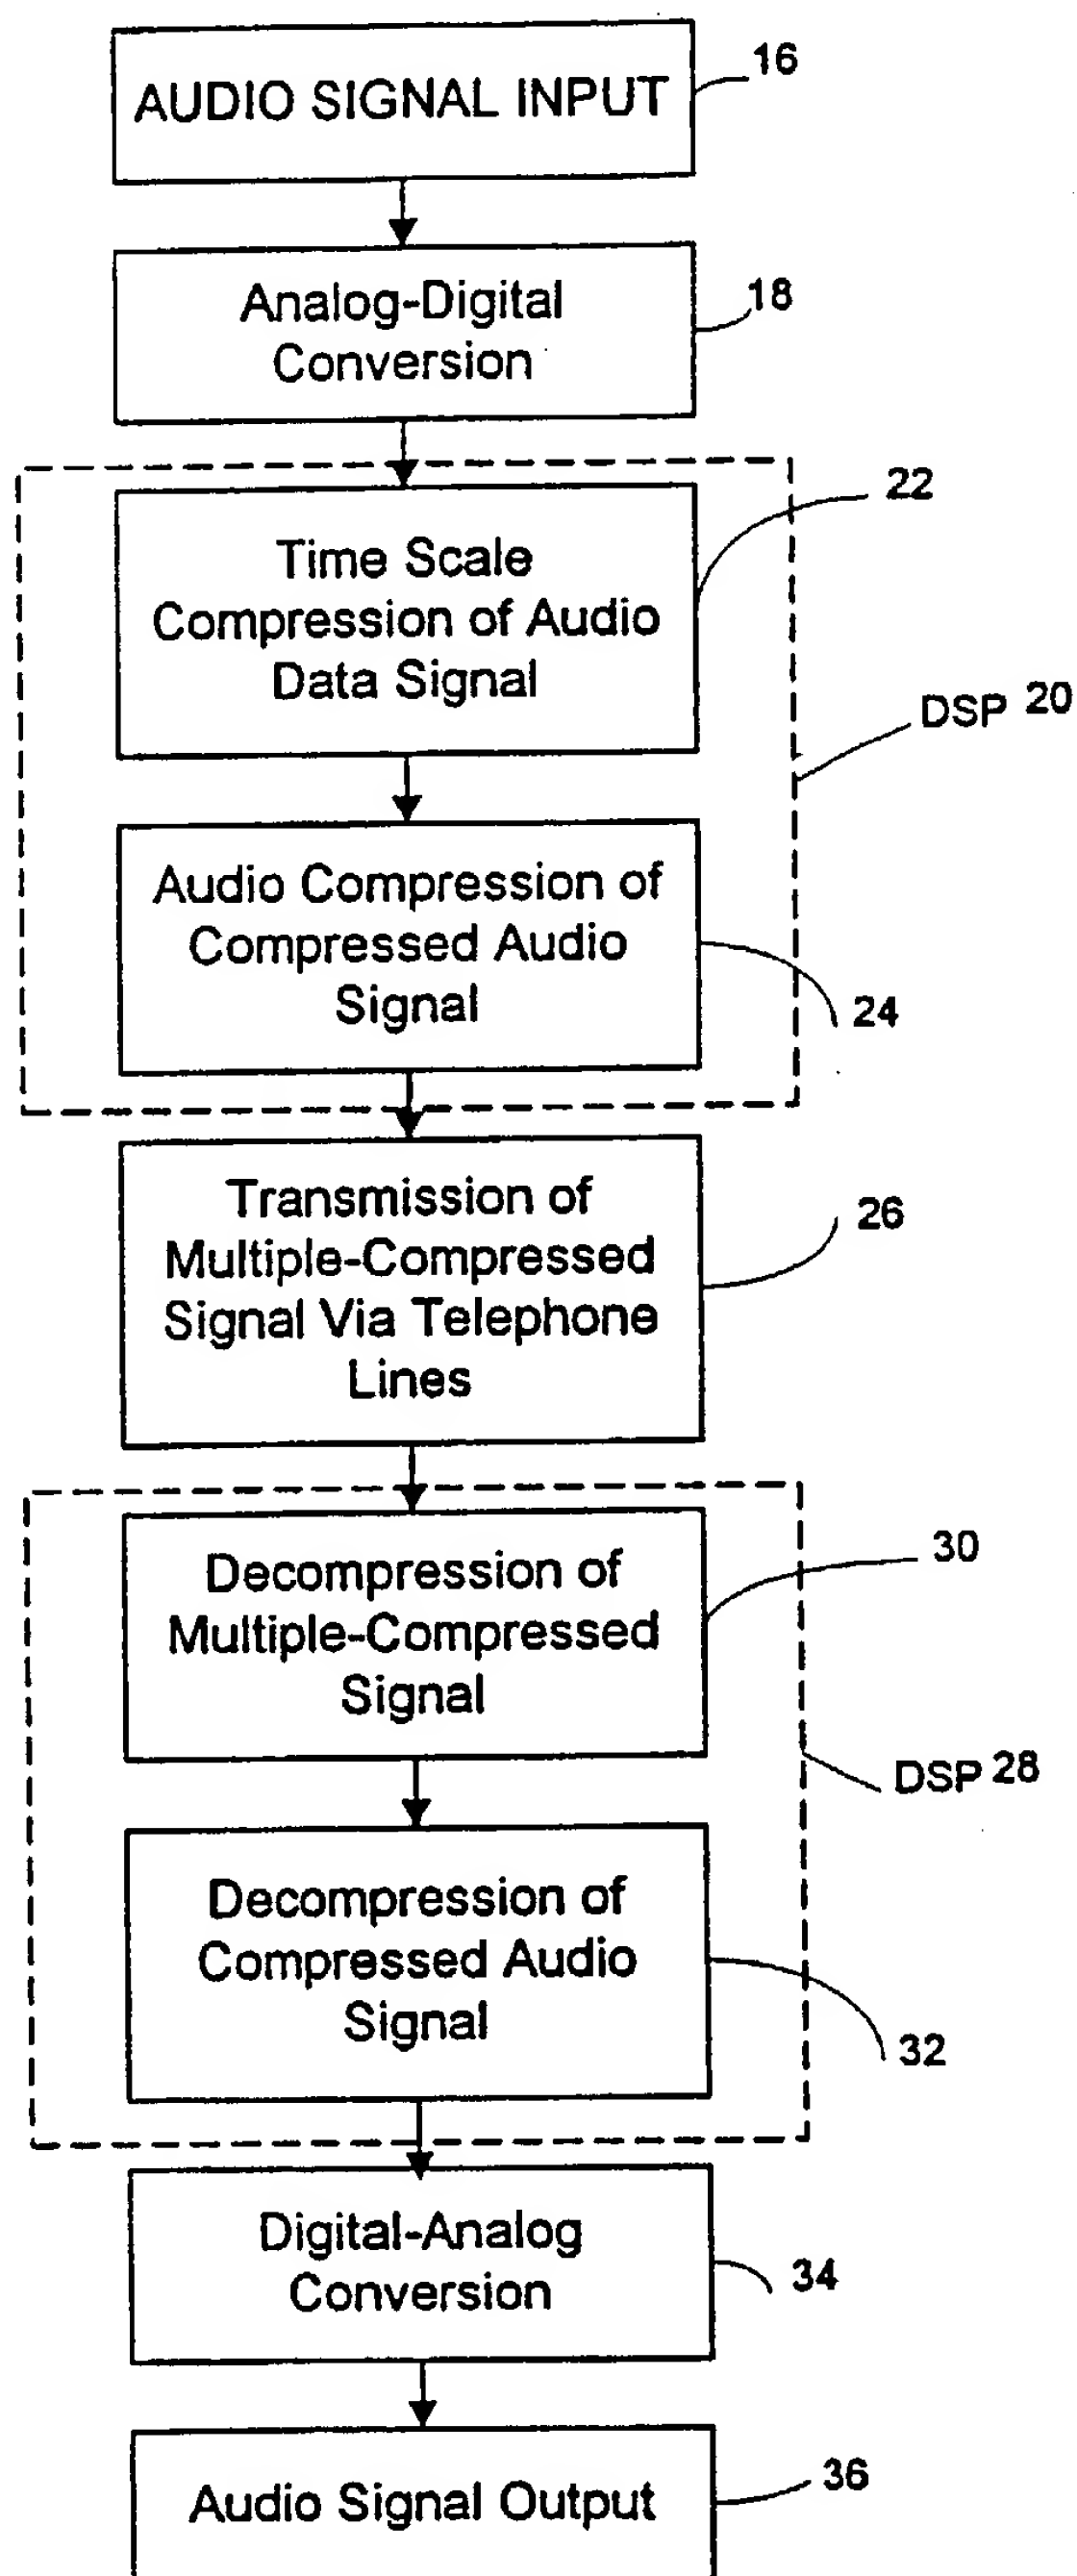 AUDIO SIGNAL INPUT
16
Analog-Digital
Conversion
18
Time Scale
Compression of Audio
Data Signal
22
DSP 20
Audio Compression of
Compressed Audio
Signal
24
Transmission of
Multiple-Compressed
Signal Via Telephone
Lines
26
Decompression of
Multiple-Compressed
Signal
30
DSP 28
Decompression of
Compressed Audio
Signal
32
Digital-Analog
Conversion
34
Audio Signal Output
36